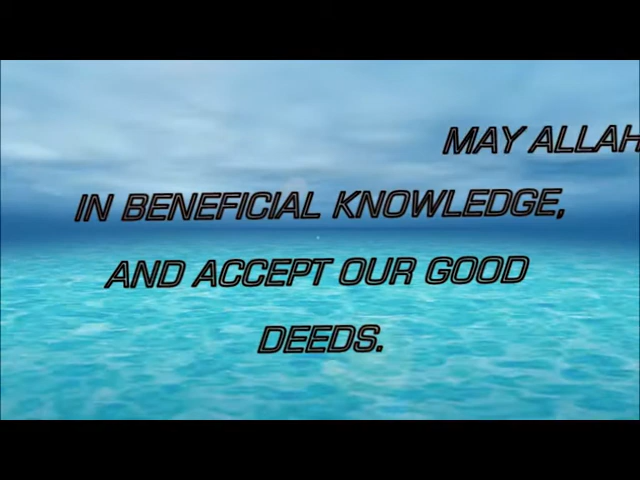 MAY ALLAH
IN BENEFICIAL KNOWLEDGE,
AND ACCEPT OUR GOOD
DEEDS.